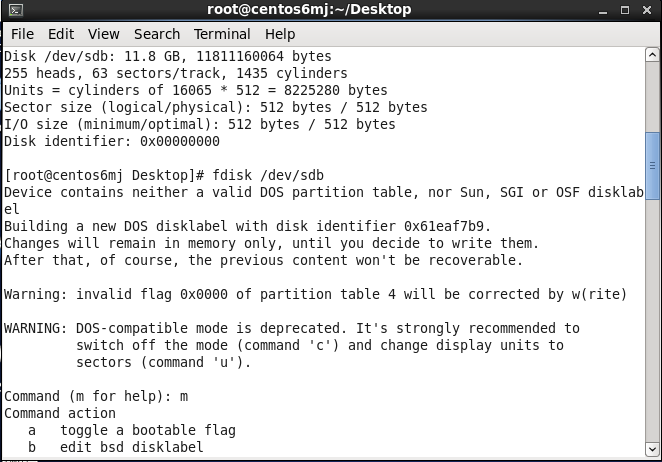 root@centos6mj:~/Desktop
File Edit View Search Terminal Help
Disk /dev/sdb: 11.8 GB, 11811160064 bytes
255 heads, 63 sectors/track, 1435 cylinders
Units = cylinders of 16065 * 512 = 8225280 bytes
Sector size (logical/physical): 512 bytes / 512 bytes
I/O size (minimum/optimal): 512 bytes / 512 bytes
Disk identifier: 0x00000000
[root@centos6mj Desktop]# fdisk /dev/sdb
Device contains neither a valid DOS partition table, nor Sun, SGI or OSF disklab
el
Building a new DOS disklabel with disk identifier 0x61eaf7b9.
Changes will remain in memory only, until you decide to write them.
After that, of course, the previous content won't be recoverable.
Warning: invalid flag 0x0000 of partition table 4 will be corrected by w(rite)
WARNING: DOS-compatible mode is deprecated. It's strongly recommended to
switch off the mode (command 'c') and change display units to
sectors (command 'u').
Command (m for help): m
Command action
a toggle a bootable flag
b edit bsd disklabel